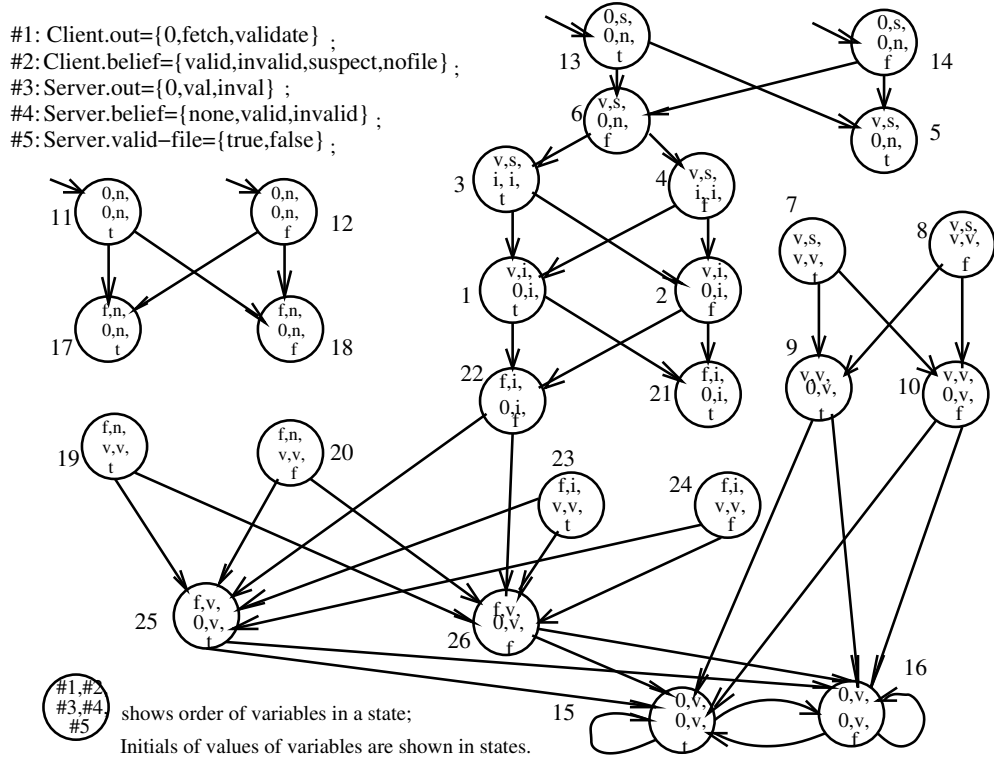 #1: Client.out={0,fetch,validate} ;
#2: Client.belief={valid,invalid,suspect,nofile} ;
#3: Server.out={0,val,inval} ;
#4: Server.belief={none,valid,invalid} ;
#5: Server.valid−file={true,false} ;
0,s,
0,n,
t
13
0,s,
0,n,
f
14
6
v,s,
0,n,
f
v,s,
0,n,
t
5
3
v,s,
i, i,
t
4
v,s,
i, i,
f
11
0,n,
0,n,
t
0,n,
0,n,
f
12
7
v,s,
v,v,
t
8
v,s,
v,v,
f
1
v,i,
0,i,
t
2
v,i,
0,i,
f
17
f,n,
0,n,
t
f,n,
0,n,
f
18
9
v,v,
0,v,
t
10
v,v,
0,v,
f
22
f,i,
0,i,
f
21
f,i,
0,i,
t
19
f,n,
v,v,
t
f,n,
v,v,
f
20
23
f,i,
v,v,
t
24
f,i,
v,v,
f
25
f,v,
0,v,
t
26
f,v,
0,v,
f
15
0,v,
0,v,
t
16
0,v,
0,v,
f
#1,#2,
#3,#4,
#5
shows order of variables in a state;
Initials of values of variables are shown in states.